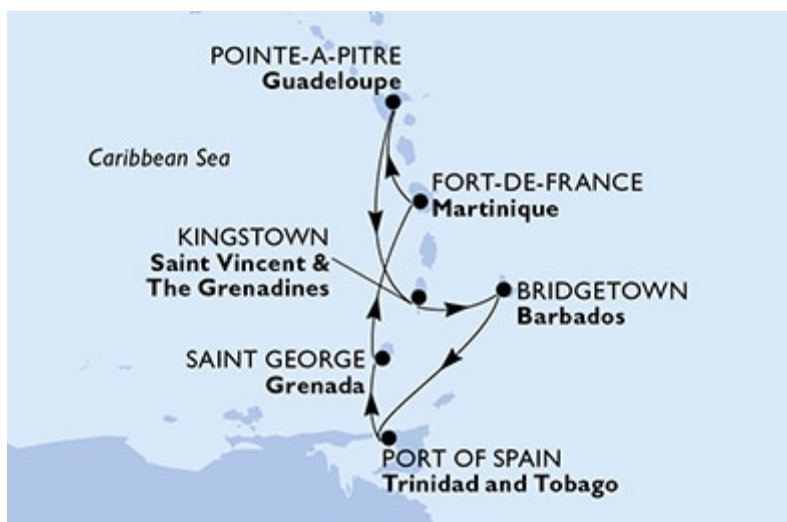 POINTE-A-PITRE
Guadeloupe
Caribbean Sea
FORT-DE-FRANCE
Martinique
KINGSTOWN
Saint Vincent &
The Grenadines
BRIDGETOWN
Barbados
SAINT GEORGE
Grenada
PORT OF SPAIN
Trinidad and Tobago